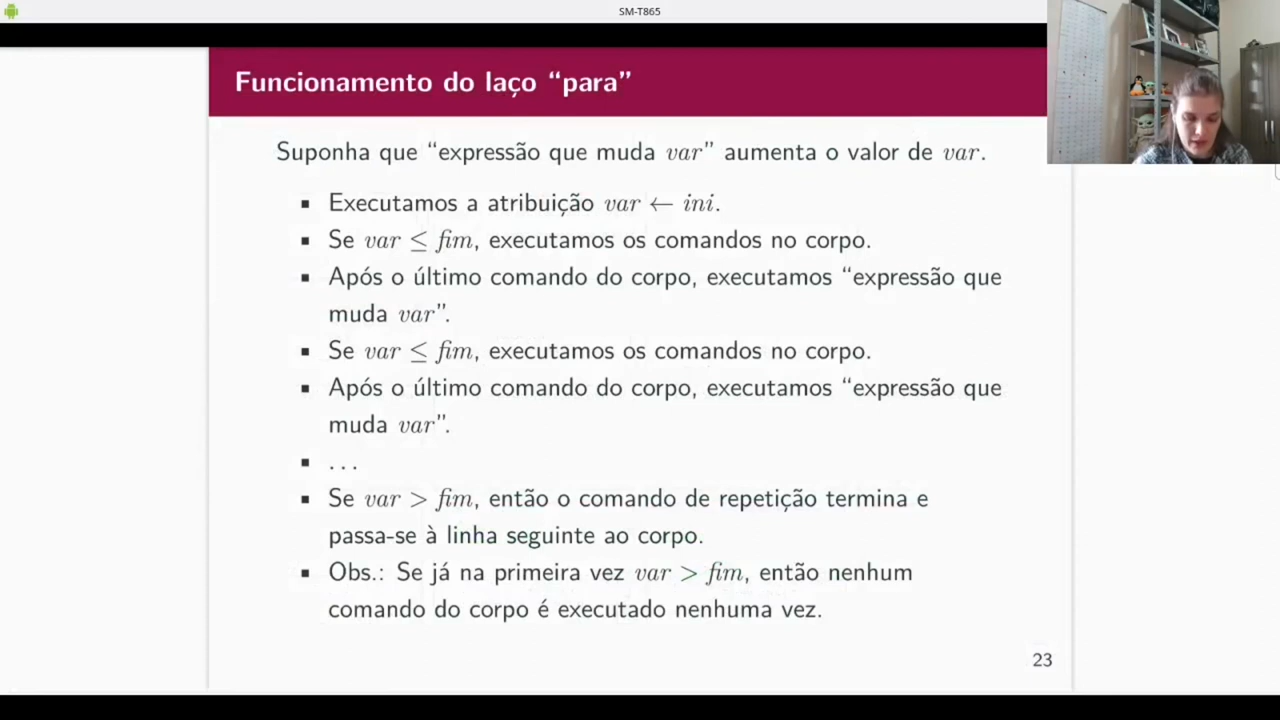 SM-T865
Funcionamento do laço “para”
Suponha que “expressão que muda var” aumenta o valor de var.
▪ Executamos a atribuição var ← ini.
▪ Se var ≤ fim, executamos os comandos no corpo.
▪ Após o último comando do corpo, executamos “expressão que
muda var”.
▪ Se var ≤ fim, executamos os comandos no corpo.
▪ Após o último comando do corpo, executamos “expressão que
muda var”.
▪ . . .
▪ Se var > fim, então o comando de repetição termina e
passa-se à linha seguinte ao corpo.
▪ Obs.: Se já na primeira vez var > fim, então nenhum
comando do corpo é executado nenhuma vez.
23